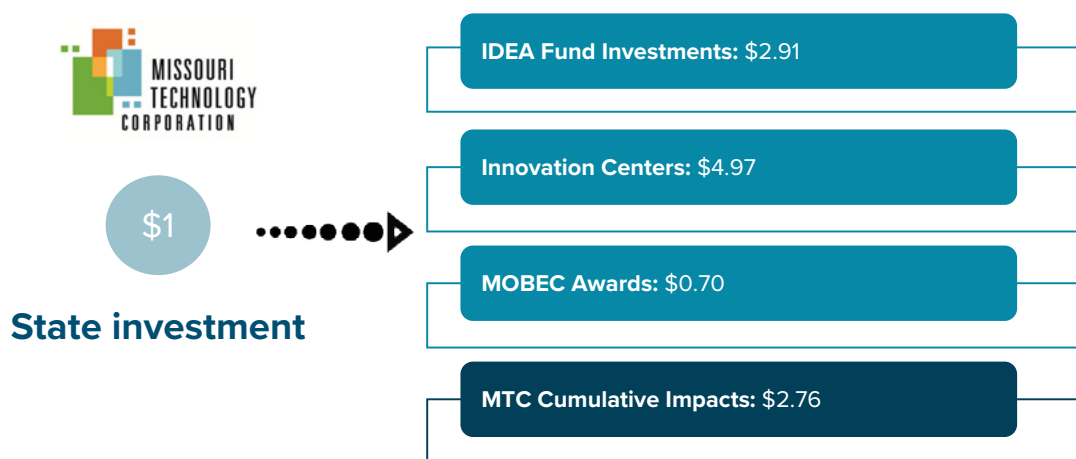 MISSOURI
TECHNOLOGY
CORPORATION
$1
State investment
IDEA Fund Investments: $2.91
Innovation Centers: $4.97
MOBEC Awards: $0.70
MTC Cumulative Impacts: $2.76